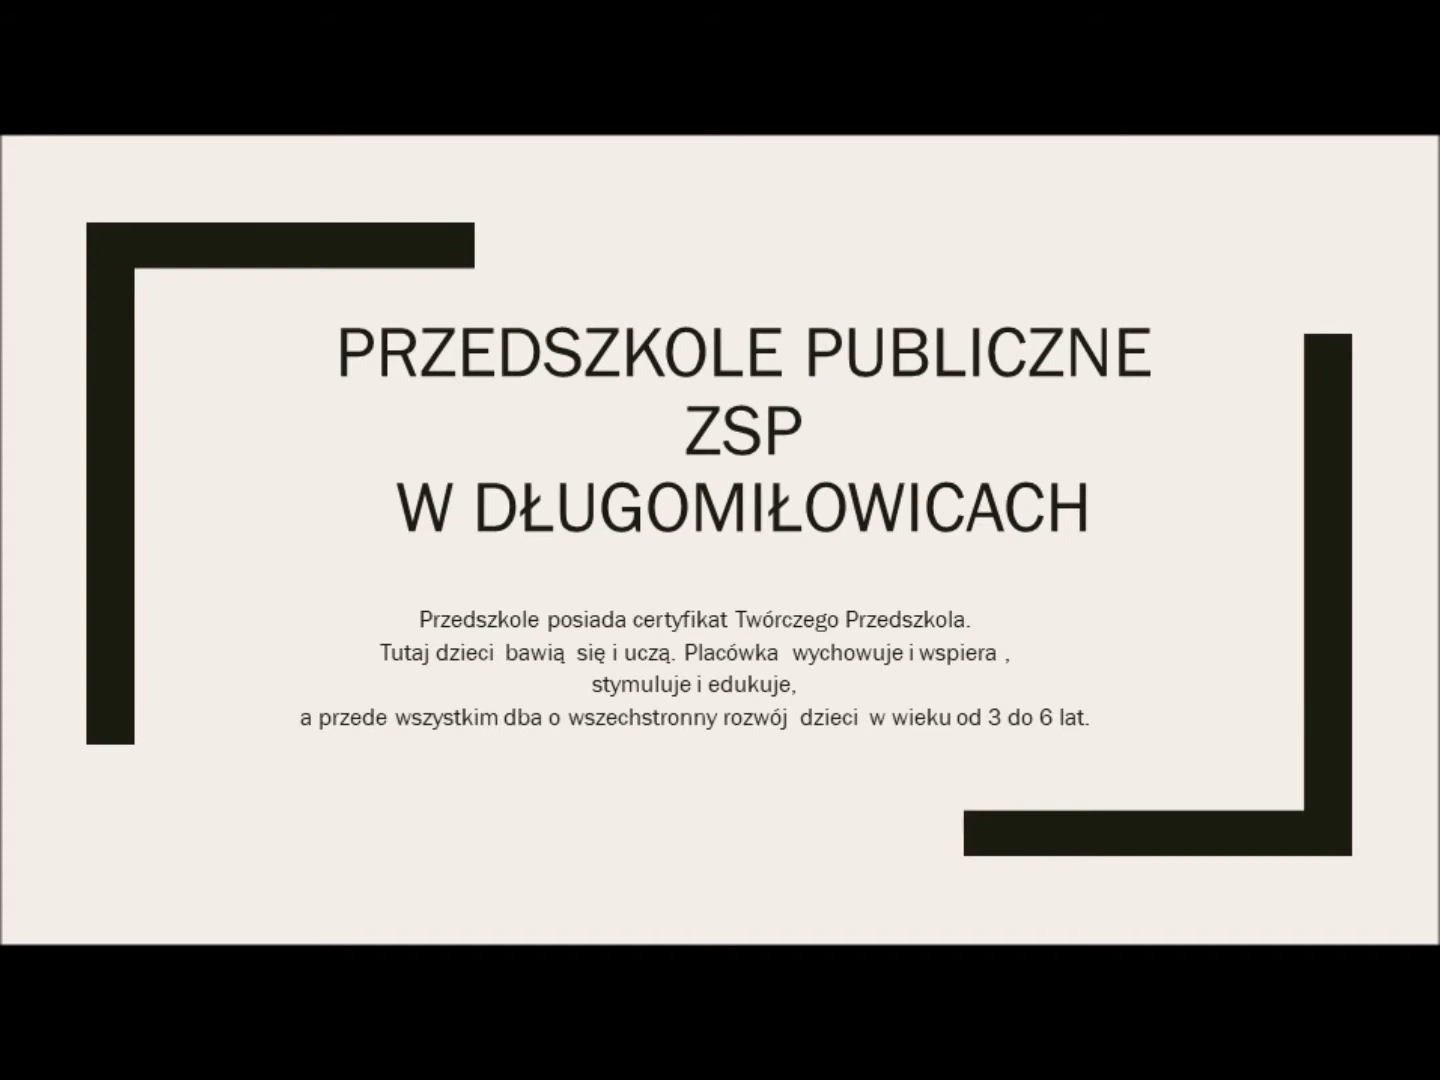 PRZEDSZKOLE PUBLICZNE
ZSP
W DŁUGOMIŁOWICACH
Przedszkole posiada certyfikat Twórczego Przedszkola.
Tutaj dzieci bawią się i uczą. Placówka wychowuje i wspiera ,
stymuluje i edukuje,
a przede wszystkim dba o wszechstronny rozwój dzieci w wieku od 3 do 6 lat.